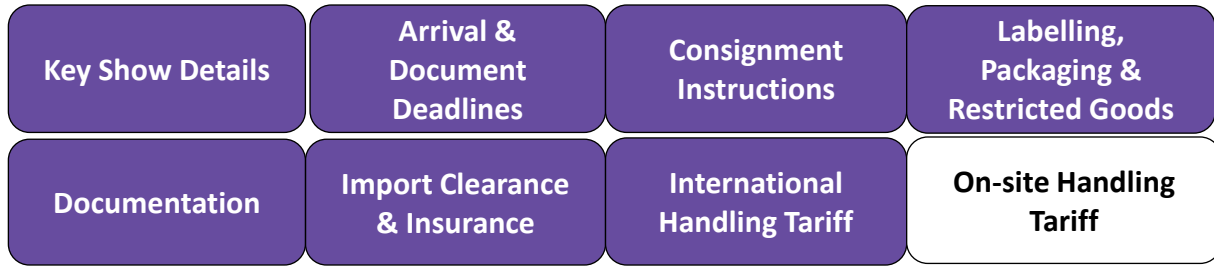 Key Show Details
Arrival &
Document
Deadlines
Consignment
Instructions
Labelling,
Packaging &
Restricted Goods
Documentation
Import Clearance
& Insurance
International
Handling Tariff
On-site Handling
Tariff